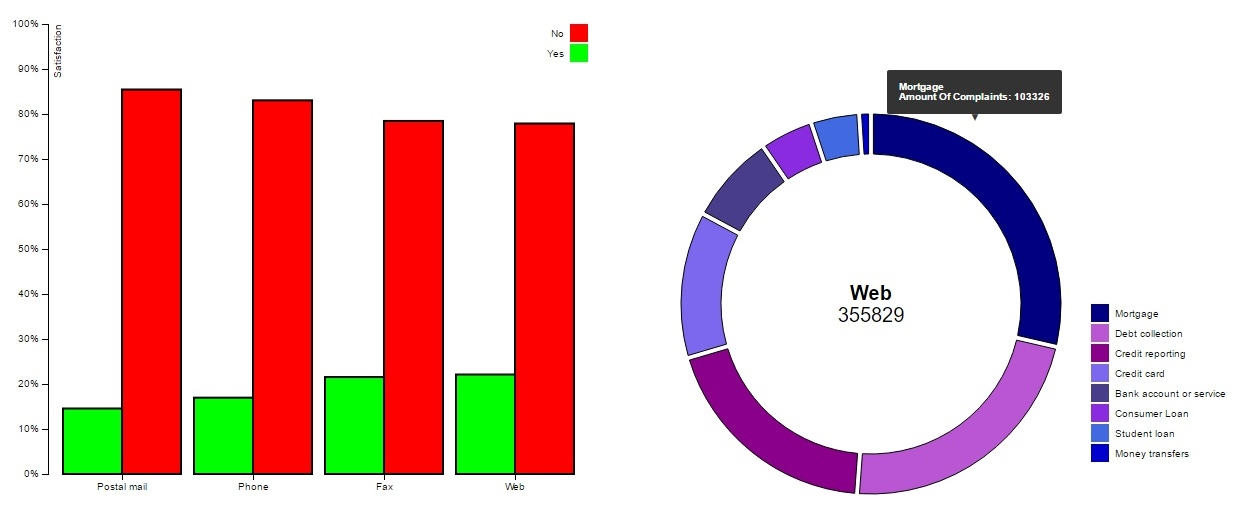 100%
90%
80%
70%
60%
50%
40%
30%
20%
10%
0%
Satisfaction
No
Yes
Postal mail
Phone
Fax
Web
Mortgage
Amount Of Complaints: 103326
Web
355829
Mortgage
Debt collection
Credit reporting
Credit card
Bank account or service
Consumer Loan
Student loan
Money transfers